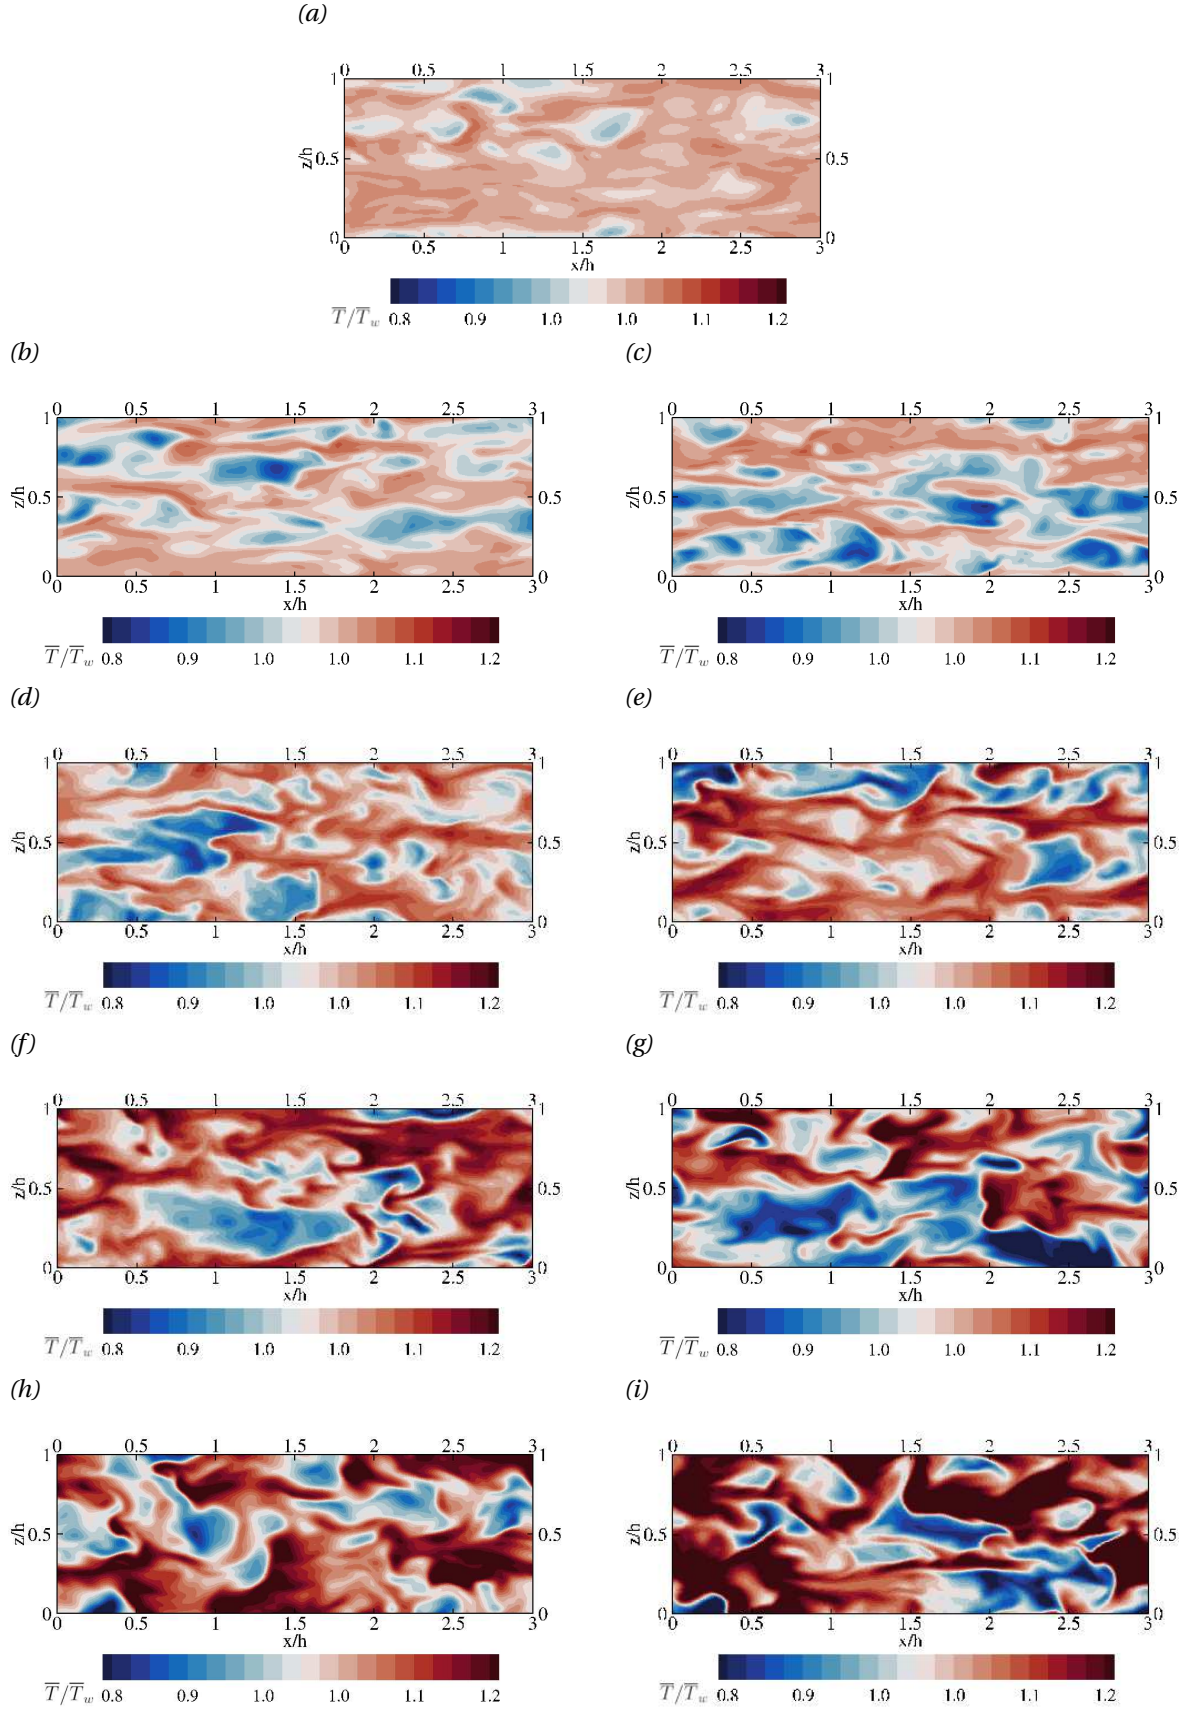 (a)
0 0.5 1 1.5 2 2.5 3
1 1
z/h 0.5 0.5
0 0
0 0.5 1 1.5 2 2.5 3
x/h
T̅/T̅w 0.8 0.9 1.0 1.0 1.1 1.2
(b) (c)
0 0.5 1 1.5 2 2.5 3 0 0.5 1 1.5 2 2.5 3
1 1 1 1
z/h 0.5 0.5 z/h 0.5 0.5
0 0 0 0
0 0.5 1 1.5 2 2.5 3 0 0.5 1 1.5 2 2.5 3
x/h x/h
T̅/T̅w 0.8 0.9 1.0 1.0 1.1 1.2 T̅/T̅w 0.8 0.9 1.0 1.0 1.1 1.2
(d) (e)
0 0.5 1 1.5 2 2.5 3 0 0.5 1 1.5 2 2.5 3
1 1 1 1
z/h 0.5 0.5 z/h 0.5 0.5
0 0 0 0
0 0.5 1 1.5 2 2.5 3 0 0.5 1 1.5 2 2.5 3
x/h x/h
T̅/T̅w 0.8 0.9 1.0 1.0 1.1 1.2 T̅/T̅w 0.8 0.9 1.0 1.0 1.1 1.2
(f) (g)
0 0.5 1 1.5 2 2.5 3 0 0.5 1 1.5 2 2.5 3
1 1 1 1
z/h 0.5 0.5 z/h 0.5 0.5
0 0 0 0
0 0.5 1 1.5 2 2.5 3 0 0.5 1 1.5 2 2.5 3
x/h x/h
T̅/T̅w 0.8 0.9 1.0 1.0 1.1 1.2 T̅/T̅w 0.8 0.9 1.0 1.0 1.1 1.2
(h) (i)
0 0.5 1 1.5 2 2.5 3 0 0.5 1 1.5 2 2.5 3
1 1 1 1
z/h 0.5 0.5 z/h 0.5 0.5
0 0 0 0
0 0.5 1 1.5 2 2.5 3 0 0.5 1 1.5 2 2.5 3
x/h x/h
T̅/T̅w 0.8 0.9 1.0 1.0 1.1 1.2 T̅/T̅w 0.8 0.9 1.0 1.0 1.1 1.2